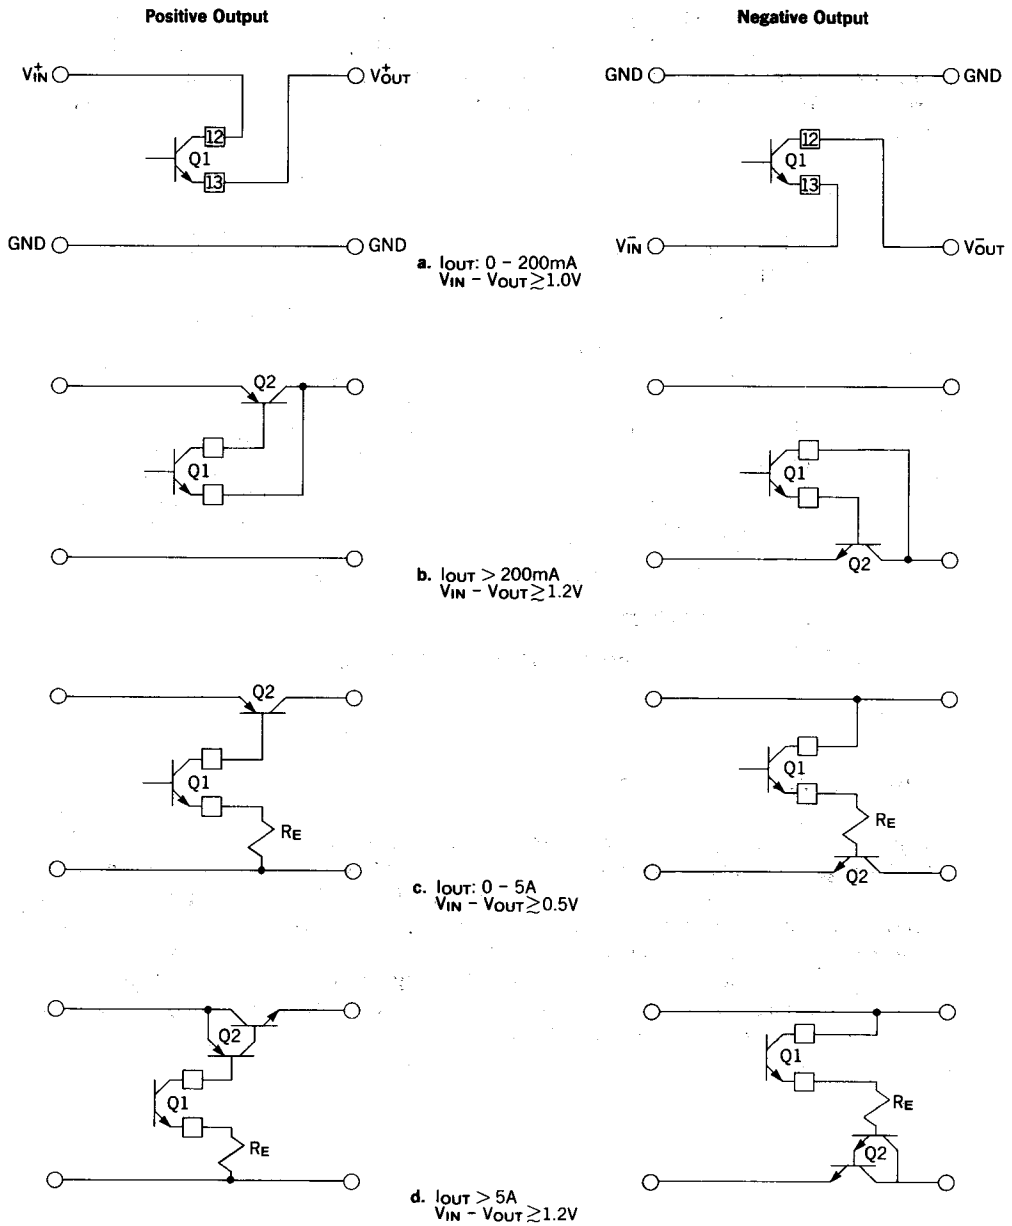 Positive Output
Negative Output
V+IN
V+OUT
12
Q1
13
GND
GND
GND
GND
12
Q1
13
V-IN
V-OUT
a. IOUT: 0 - 200mA
VIN - VOUT ≳ 1.0V
Q2
Q1
Q1
Q2
b. IOUT > 200mA
VIN - VOUT ≳ 1.2V
Q2
Q1
RE
Q1
RE
Q2
c. IOUT: 0 - 5A
VIN - VOUT ≳ 0.5V
Q2
Q1
RE
Q1
RE
Q2
d. IOUT > 5A
VIN - VOUT ≳ 1.2V